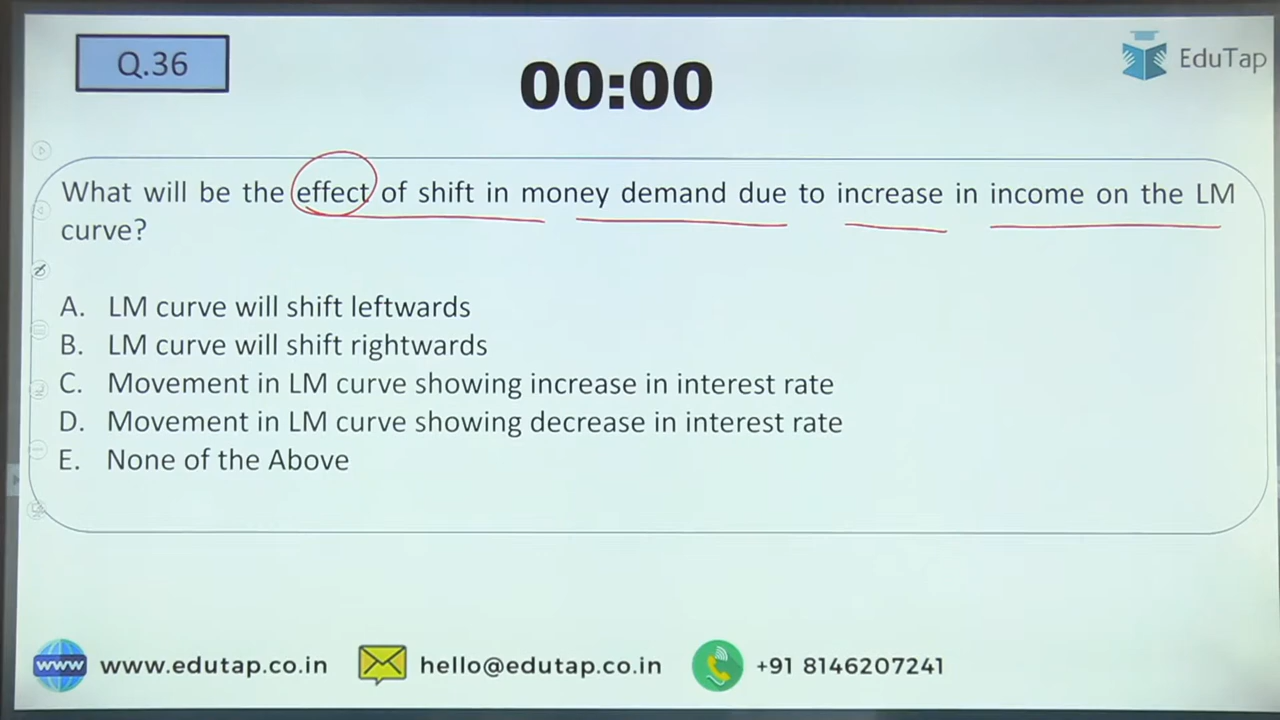 Q.36
00:00
EduTap
What will be the effect of shift in money demand due to increase in income on the LM
curve?
A. LM curve will shift leftwards
B. LM curve will shift rightwards
C. Movement in LM curve showing increase in interest rate
D. Movement in LM curve showing decrease in interest rate
E. None of the Above
www www.edutap.co.in hello@edutap.co.in +91 8146207241